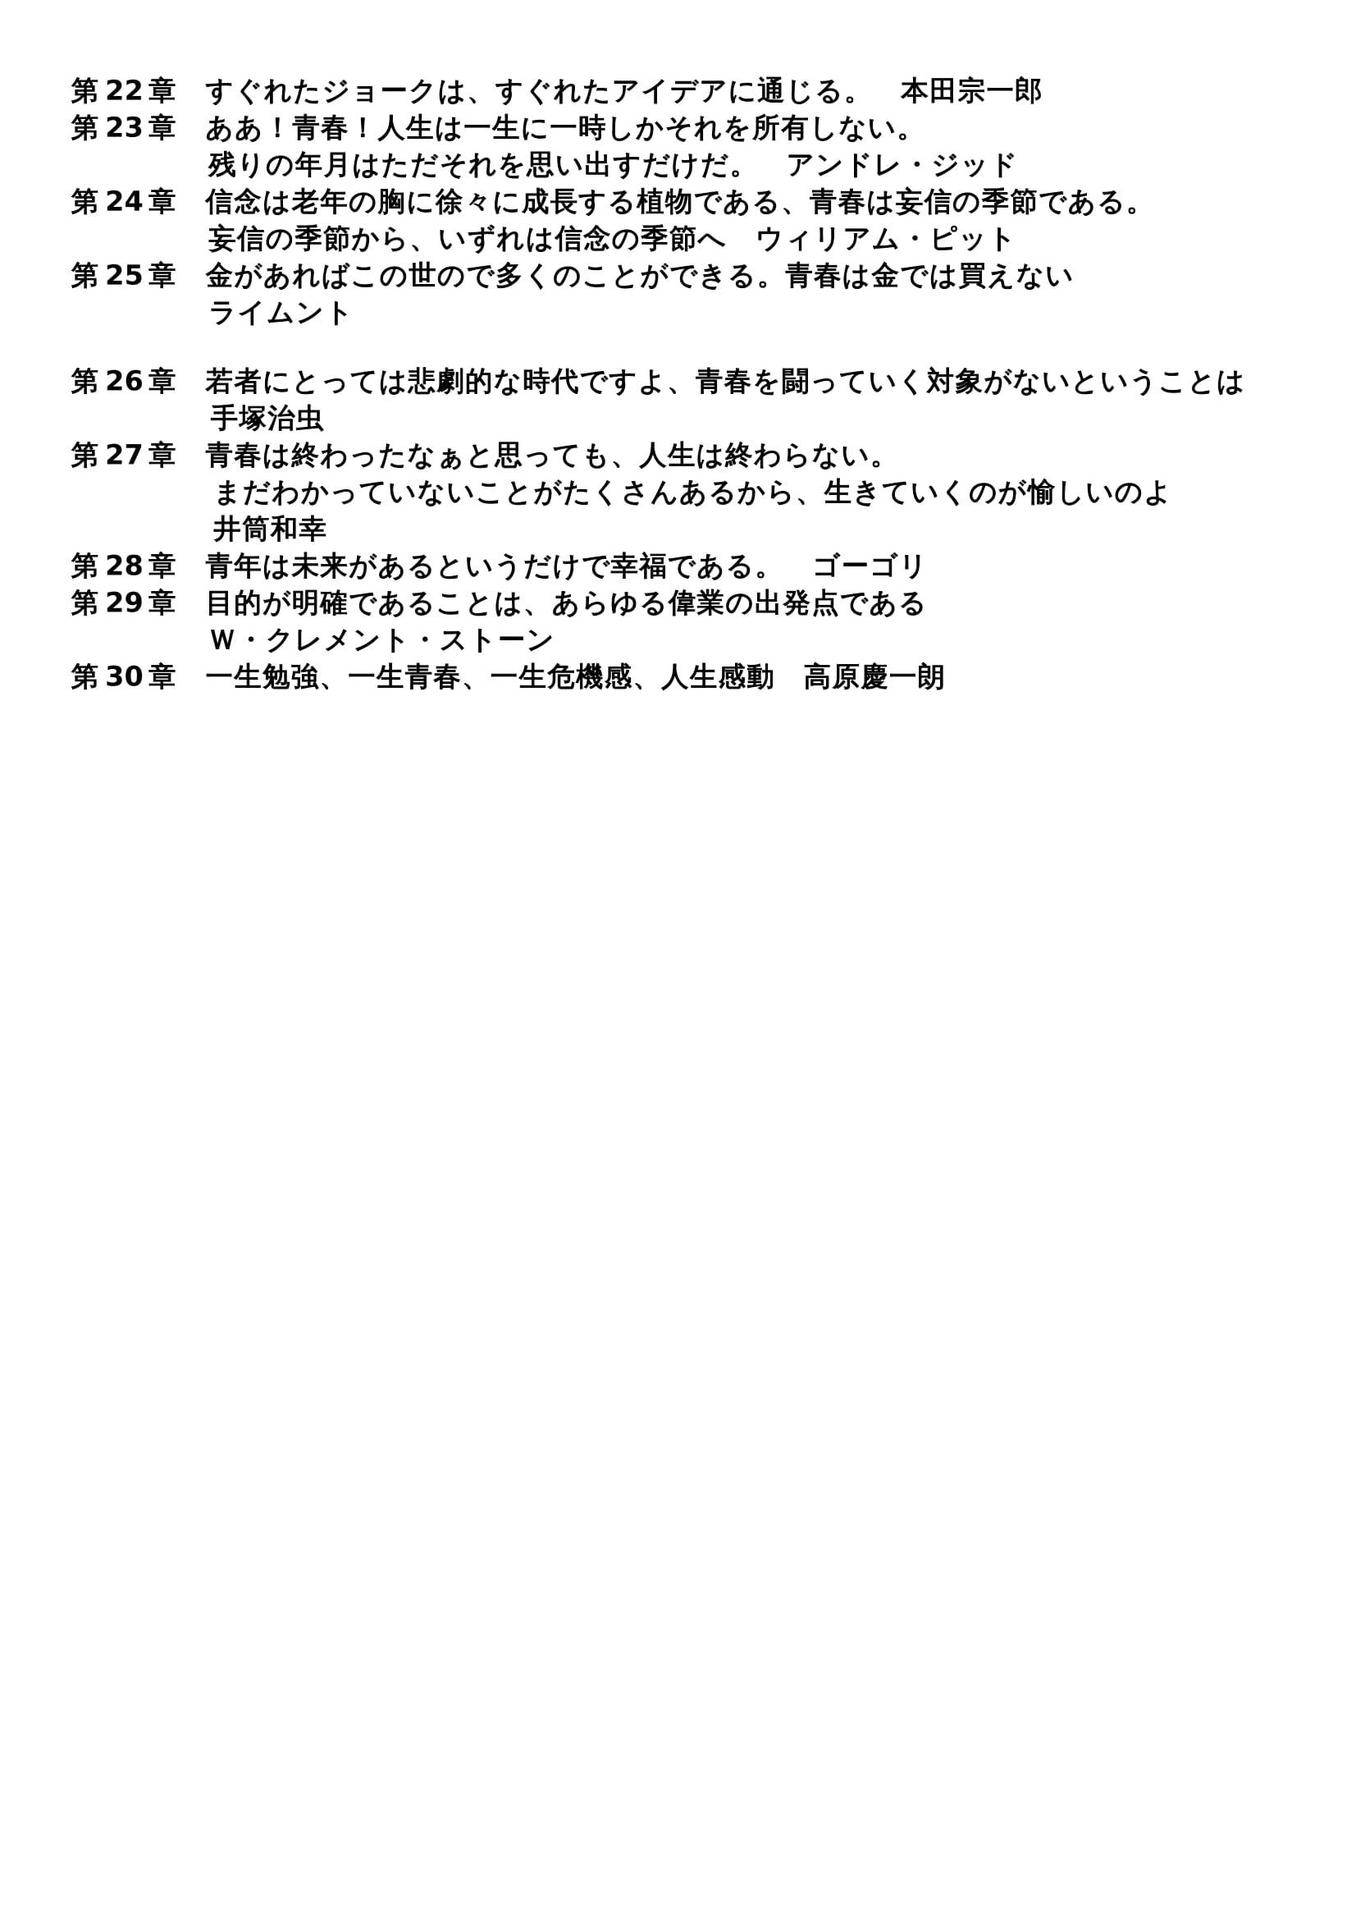 第22章　すぐれたジョークは、すぐれたアイデアに通じる。　本田宗一郎
第23章　ああ！青春！人生は一生に一時しかそれを所有しない。
残りの年月はただそれを思い出すだけだ。　アンドレ・ジッド
第24章　信念は老年の胸に徐々に成長する植物である、青春は妄信の季節である。
妄信の季節から、いずれは信念の季節へ　ウィリアム・ピット
第25章　金があればこの世ので多くのことができる。青春は金では買えない
ライムント
第26章　若者にとっては悲劇的な時代ですよ、青春を闘っていく対象がないということは
手塚治虫
第27章　青春は終わったなぁと思っても、人生は終わらない。
まだわかっていないことがたくさんあるから、生きていくのが愉しいのよ
井筒和幸
第28章　青年は未来があるというだけで幸福である。　ゴーゴリ
第29章　目的が明確であることは、あらゆる偉業の出発点である
Ｗ・クレメント・ストーン
第30章　一生勉強、一生青春、一生危機感、人生感動　高原慶一朗